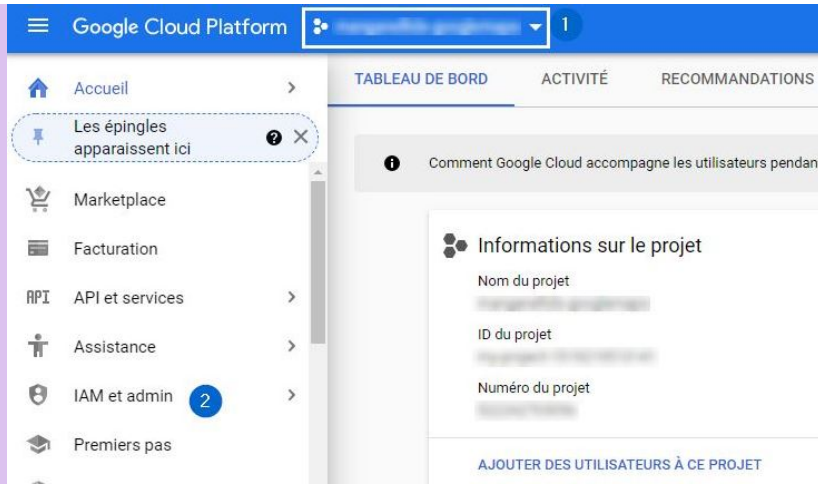 Google Cloud Platform
1
TABLEAU DE BORD ACTIVITÉ RECOMMANDATIONS
Accueil
Les épingles
apparaissent ici
Comment Google Cloud accompagne les utilisateurs pendan
Marketplace
Facturation
API API et services
Assistance
IAM et admin 2
Premiers pas
Informations sur le projet
Nom du projet
ID du projet
Numéro du projet
AJOUTER DES UTILISATEURS À CE PROJET